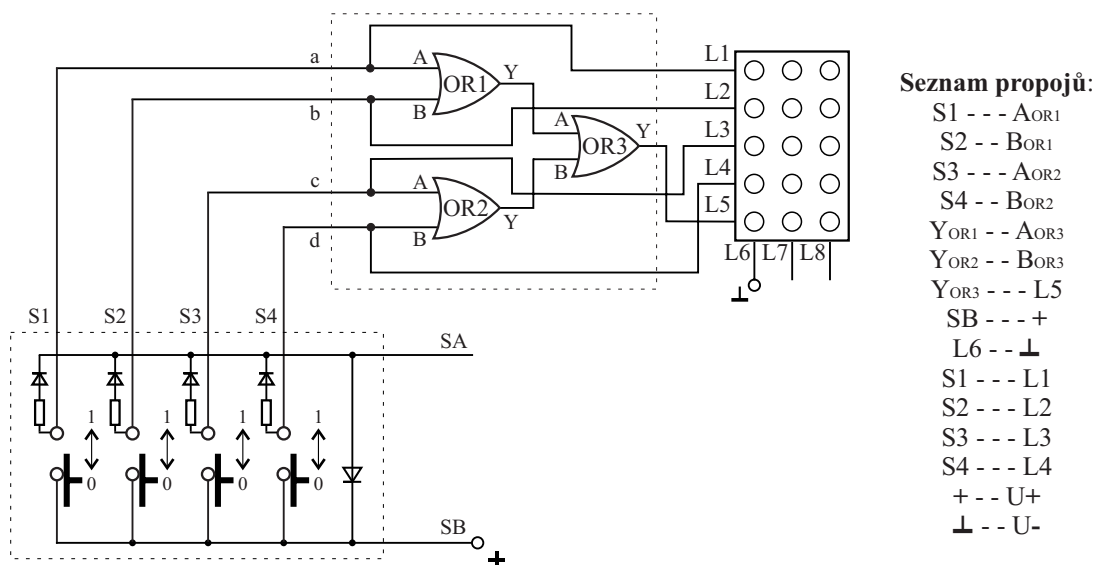 a
b
c
d
A
B
OR1
Y
A
B
OR2
Y
A
B
OR3
Y
L1
L2
L3
L4
L5
L6
L7
L8
⊥
S1
S2
S3
S4
SA
1
0
1
0
1
0
1
0
SB
+
Seznam propojů:
S1 - - - AOR1
S2 - - BOR1
S3 - - - AOR2
S4 - - BOR2
YOR1 - - AOR3
YOR2 - - BOR3
YOR3 - - - L5
SB - - - +
L6 - - ⊥
S1 - - - L1
S2 - - - L2
S3 - - - L3
S4 - - - L4
+ - - U+
⊥ - - U-